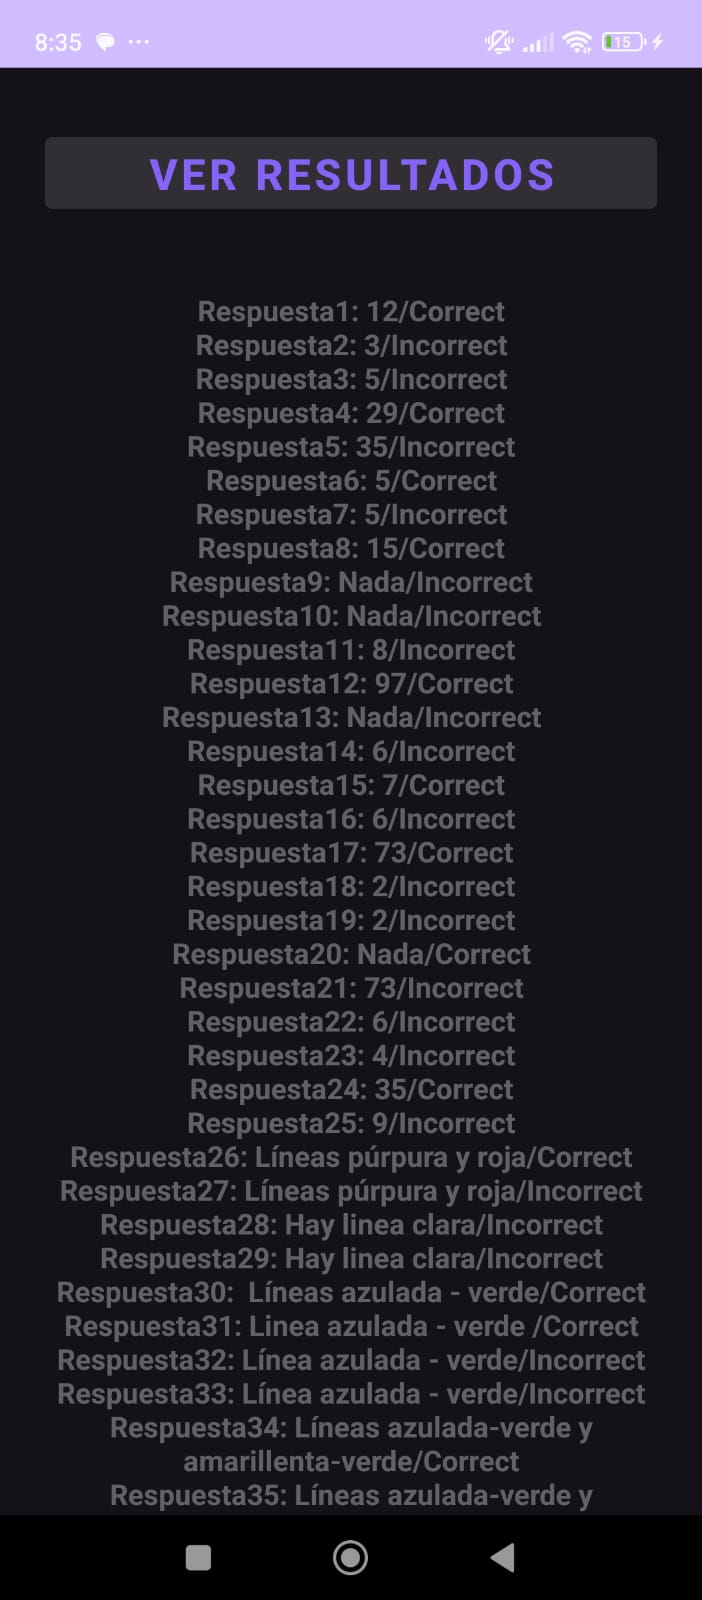 8:35
15
VER RESULTADOS
Respuesta1: 12/Correct
Respuesta2: 3/Incorrect
Respuesta3: 5/Incorrect
Respuesta4: 29/Correct
Respuesta5: 35/Incorrect
Respuesta6: 5/Correct
Respuesta7: 5/Incorrect
Respuesta8: 15/Correct
Respuesta9: Nada/Incorrect
Respuesta10: Nada/Incorrect
Respuesta11: 8/Incorrect
Respuesta12: 97/Correct
Respuesta13: Nada/Incorrect
Respuesta14: 6/Incorrect
Respuesta15: 7/Correct
Respuesta16: 6/Incorrect
Respuesta17: 73/Correct
Respuesta18: 2/Incorrect
Respuesta19: 2/Incorrect
Respuesta20: Nada/Correct
Respuesta21: 73/Incorrect
Respuesta22: 6/Incorrect
Respuesta23: 4/Incorrect
Respuesta24: 35/Correct
Respuesta25: 9/Incorrect
Respuesta26: Líneas púrpura y roja/Correct
Respuesta27: Líneas púrpura y roja/Incorrect
Respuesta28: Hay linea clara/Incorrect
Respuesta29: Hay linea clara/Incorrect
Respuesta30:  Líneas azulada - verde/Correct
Respuesta31: Linea azulada - verde /Correct
Respuesta32: Línea azulada - verde/Incorrect
Respuesta33: Línea azulada - verde/Incorrect
Respuesta34: Líneas azulada-verde y
amarillenta-verde/Correct
Respuesta35: Líneas azulada-verde y